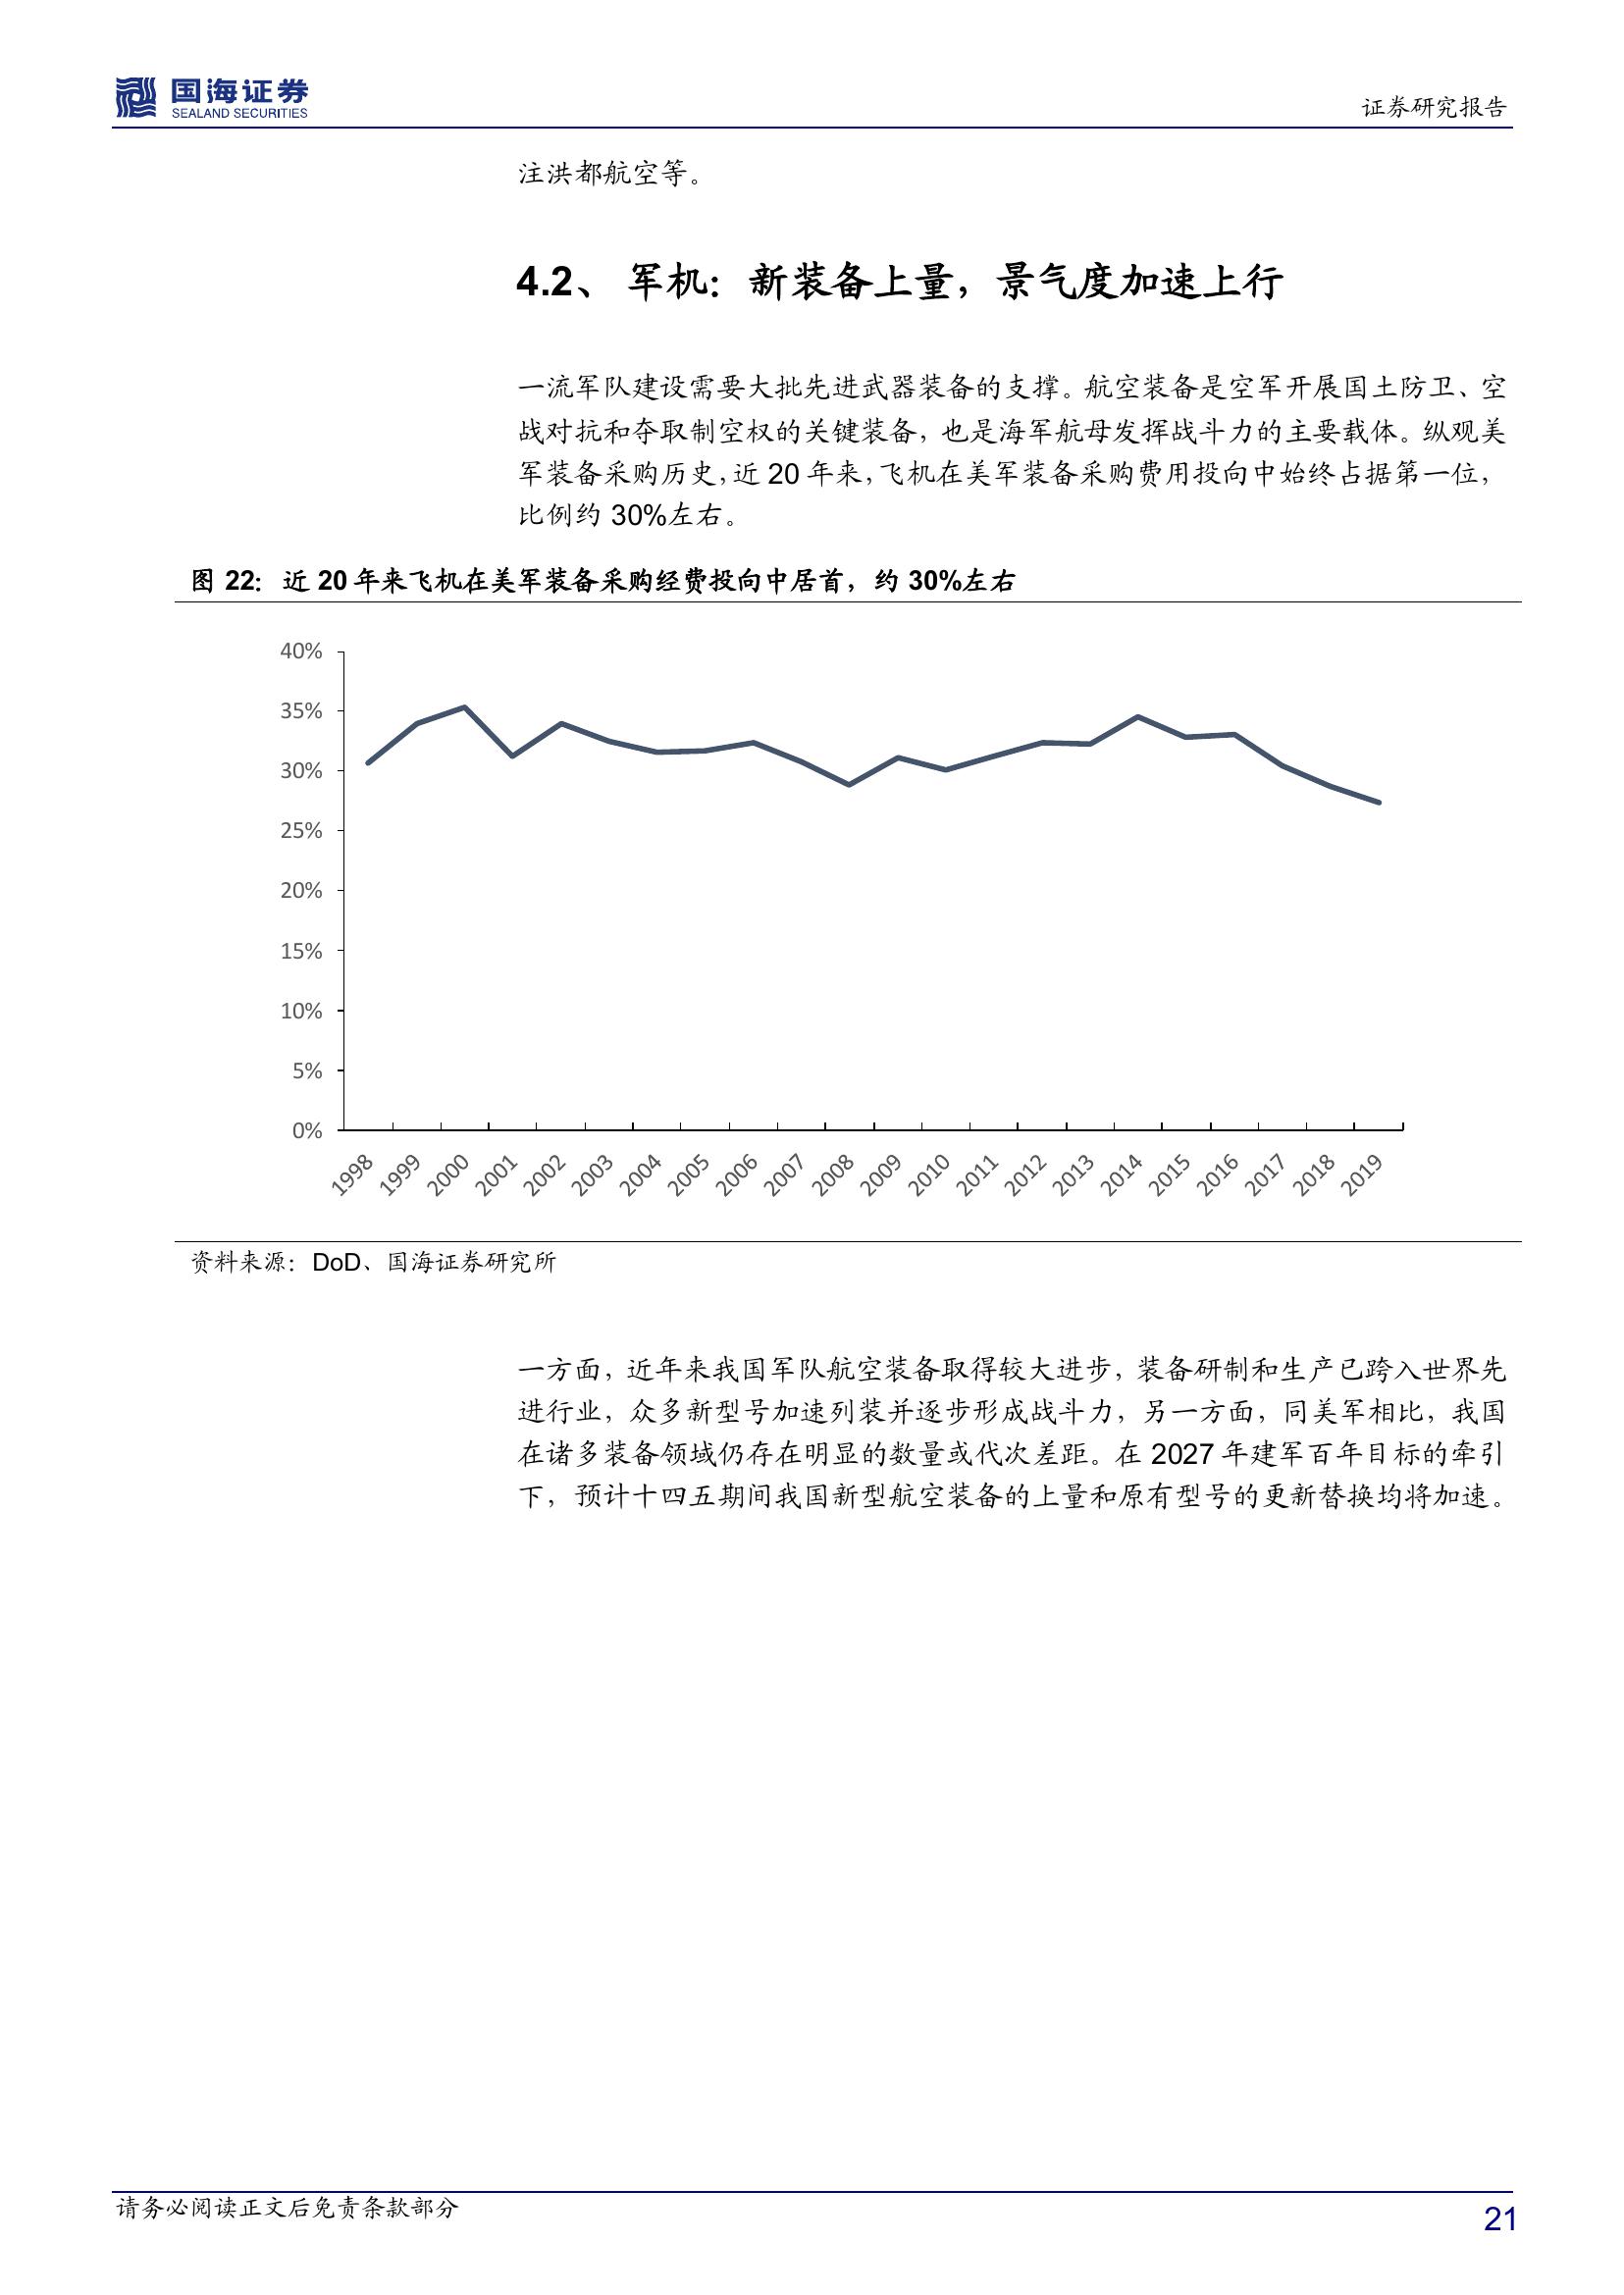 国海证券
SEALAND SECURITIES
证券研究报告
注洪都航空等。
4.2、 军机：新装备上量，景气度加速上行
一流军队建设需要大批先进武器装备的支撑。航空装备是空军开展国土防卫、空
战对抗和夺取制空权的关键装备，也是海军航母发挥战斗力的主要载体。纵观美
军装备采购历史，近 20 年来，飞机在美军装备采购费用投向中始终占据第一位，
比例约 30%左右。
图 22：近 20 年来飞机在美军装备采购经费投向中居首，约 30%左右
40%
35%
30%
25%
20%
15%
10%
5%
0%
1998 1999 2000 2001 2002 2003 2004 2005 2006 2007 2008 2009 2010 2011 2012 2013 2014 2015 2016 2017 2018 2019
资料来源：DoD、国海证券研究所
一方面，近年来我国军队航空装备取得较大进步，装备研制和生产已跨入世界先
进行业，众多新型号加速列装并逐步形成战斗力，另一方面，同美军相比，我国
在诸多装备领域仍存在明显的数量或代次差距。在 2027 年建军百年目标的牵引
下，预计十四五期间我国新型航空装备的上量和原有型号的更新替换均将加速。
请务必阅读正文后免责条款部分
21